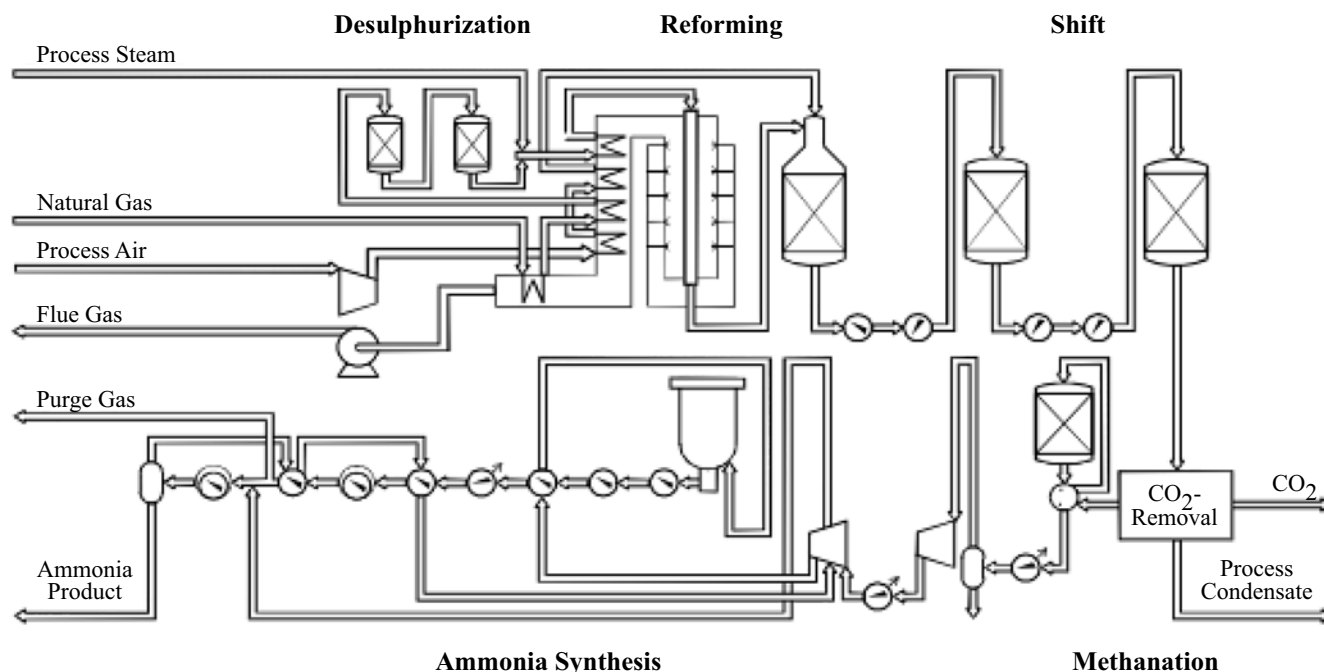 Desulphurization
Reforming
Shift
Process Steam
Natural Gas
Process Air
Flue Gas
Purge Gas
CO2-
Removal
CO2
Ammonia
Product
Process
Condensate
Ammonia Synthesis
Methanation